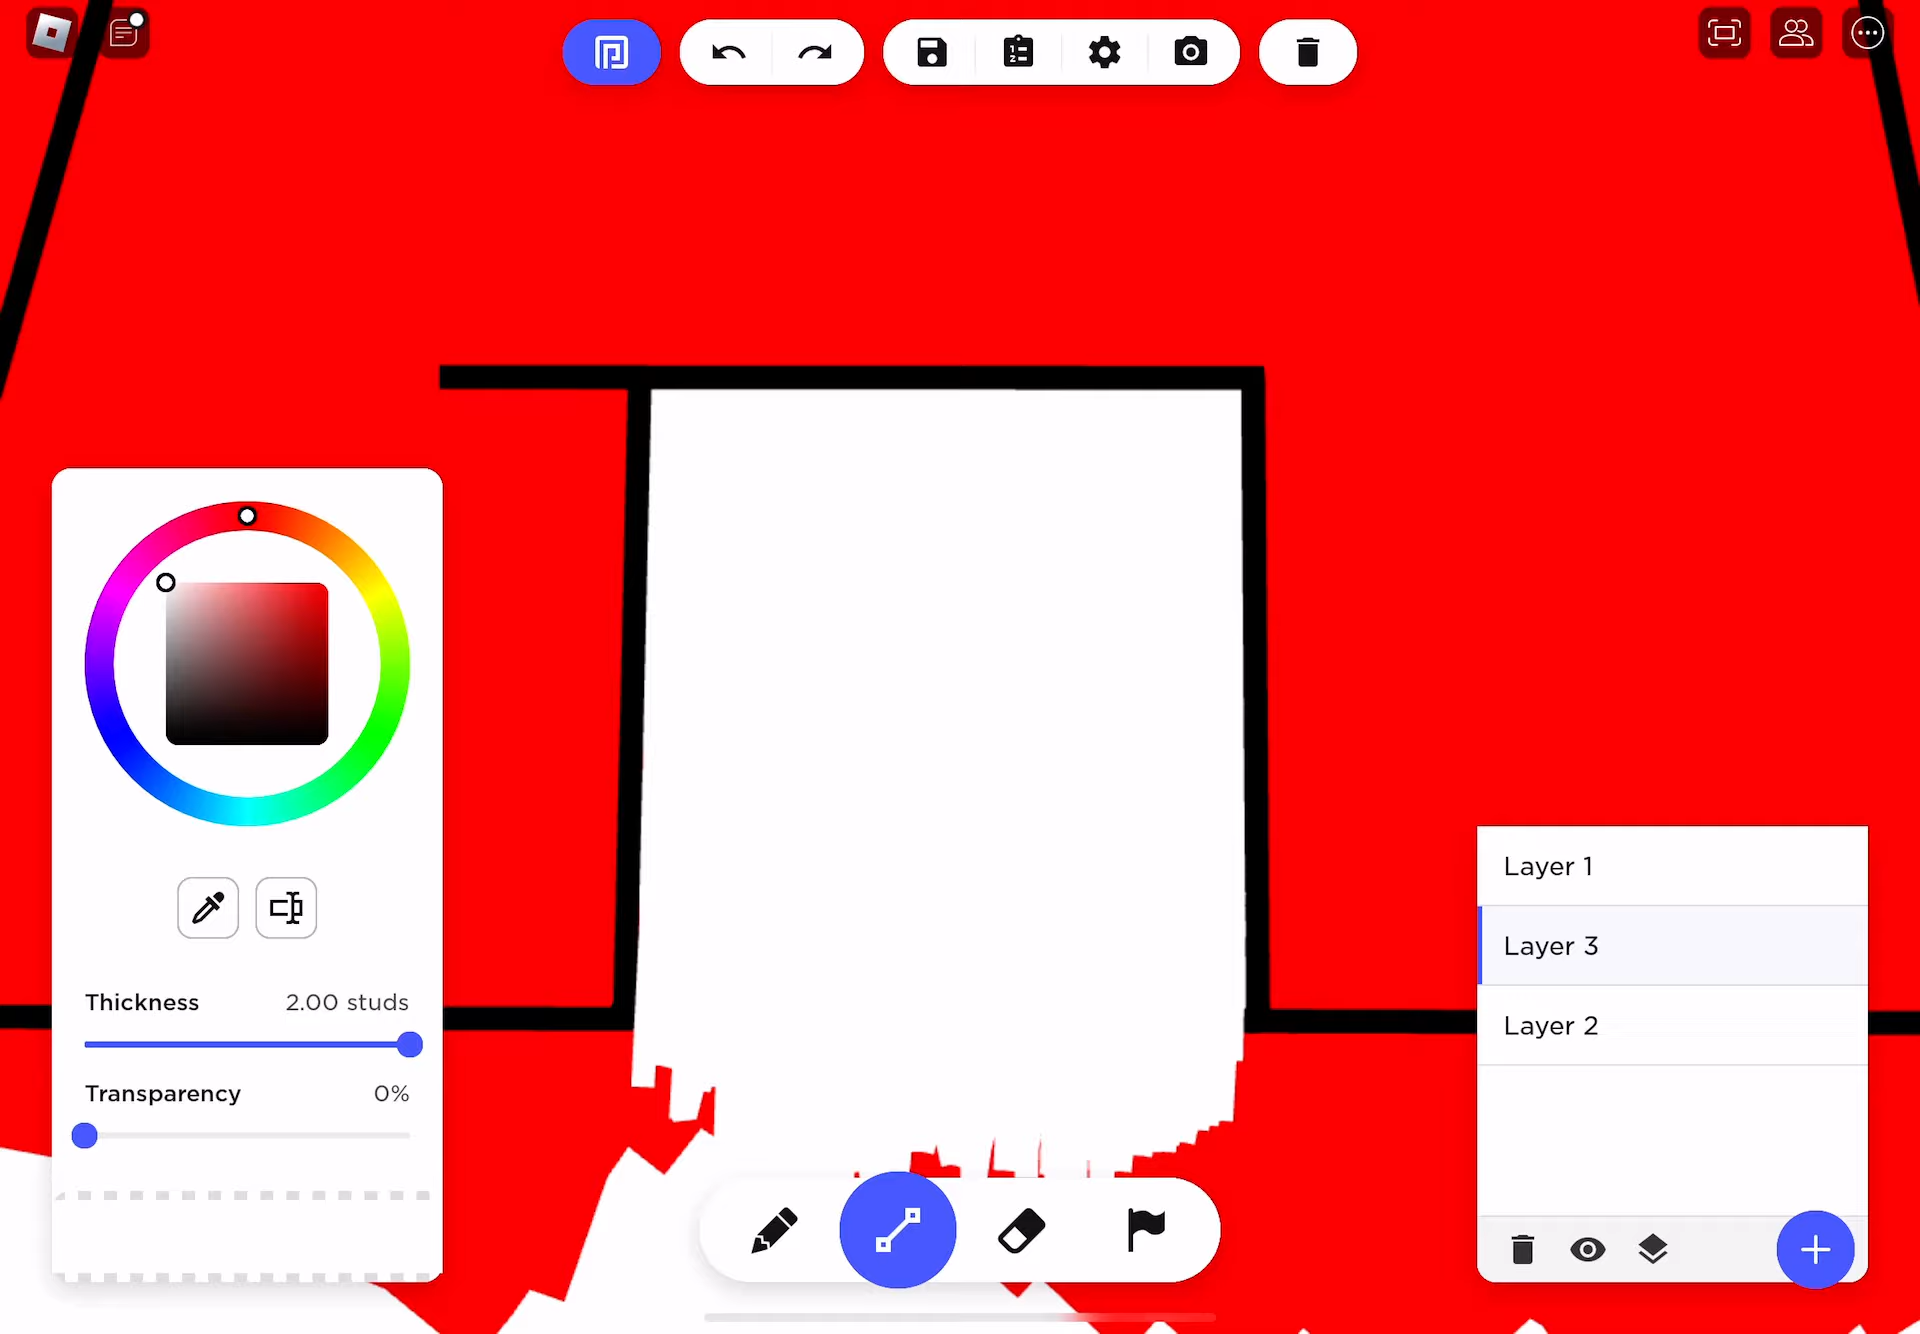 Layer 1
Layer 3
Layer 2
Thickness 2.00 studs
Transparency 0%